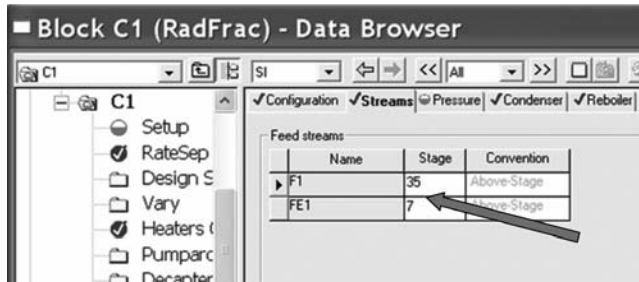 Block C1 (RadFrac) - Data Browser
C1 SI << All >>
C1
Setup
RateSep
Design S
Vary
Heaters
Pumparc
Decanter
Configuration Streams Pressure Condenser Reboiler
Feed streams
Name Stage Convention
F1 35 Above-Stage
FE1 7 Above-Stage